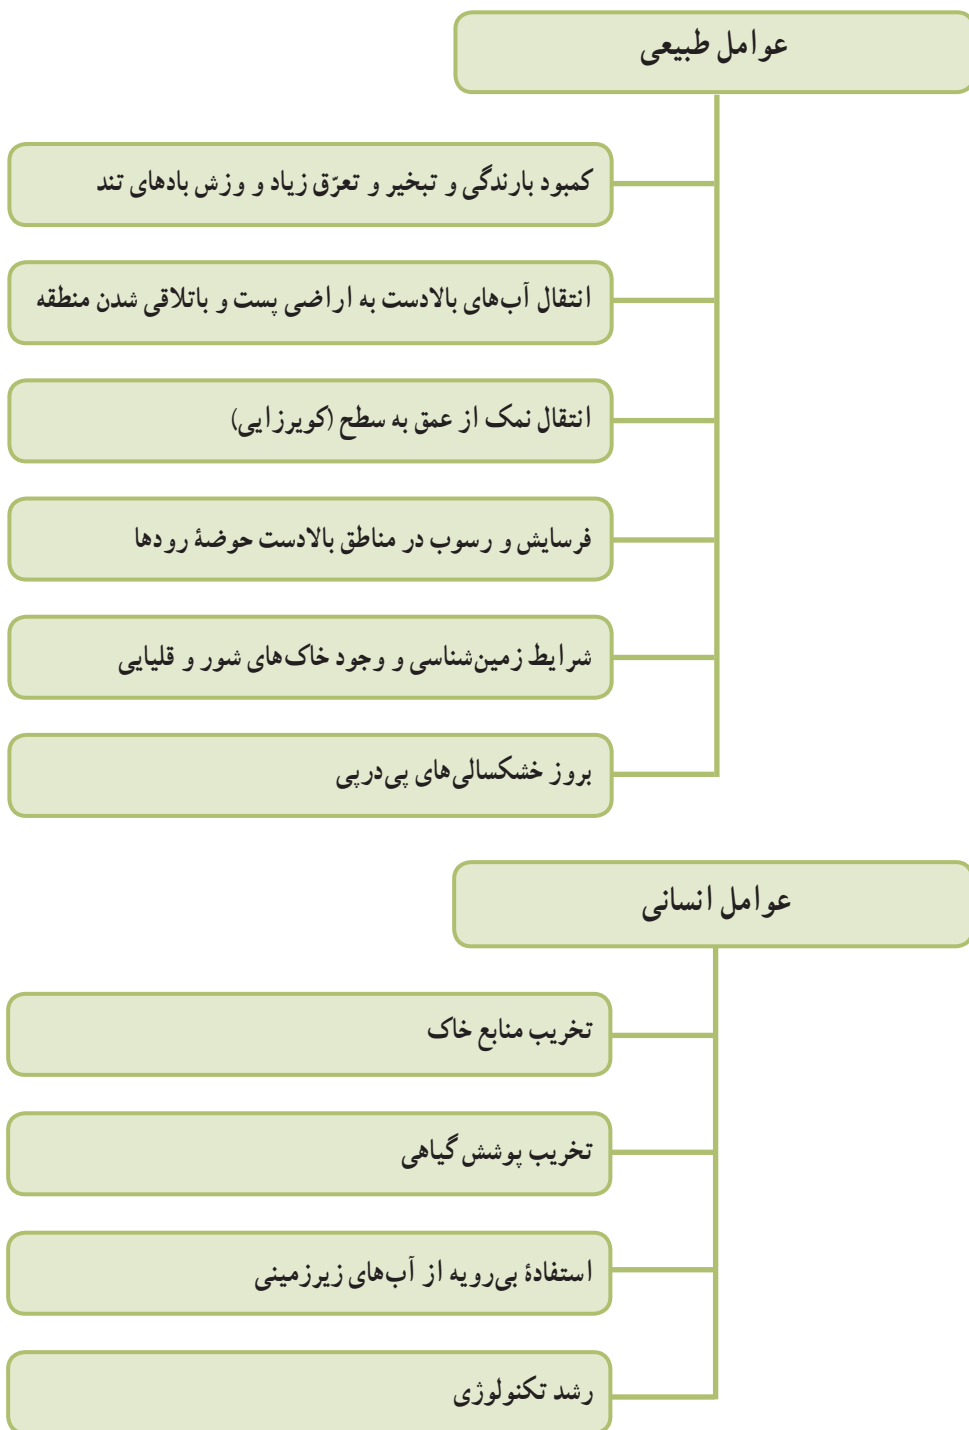 عوامل طبیعی
کمبود بارندگی و تبخیر و تعرّق زیاد و وزش بادهای تند
انتقال آب‌های بالادست به اراضی پست و باتلاقی شدن منطقه
انتقال نمک از عمق به سطح (کویرزایی)
فرسایش و رسوب در مناطق بالادست حوضۀ رودها
شرایط زمین‌شناسی و وجود خاک‌های شور و قلیایی
بروز خشکسالی‌های پی‌درپی
عوامل انسانی
تخریب منابع خاک
تخریب پوشش گیاهی
استفادۀ بی‌رویه از آب‌های زیرزمینی
رشد تکنولوژی